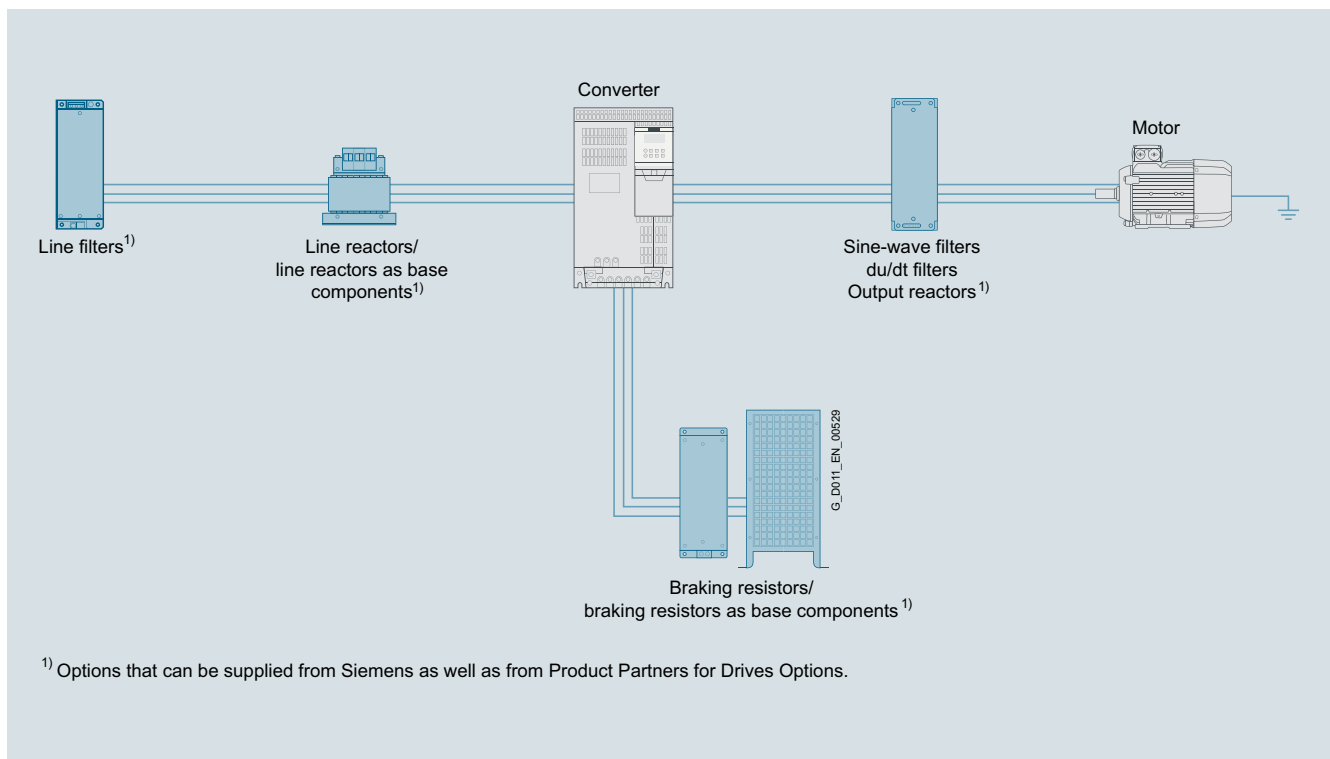 Converter
Motor
Line filters1)
Line reactors/
line reactors as base
components1)
Sine-wave filters
du/dt filters
Output reactors 1)
G_D011_EN_00529
Braking resistors/
braking resistors as base components 1)
1) Options that can be supplied from Siemens as well as from Product Partners for Drives Options.